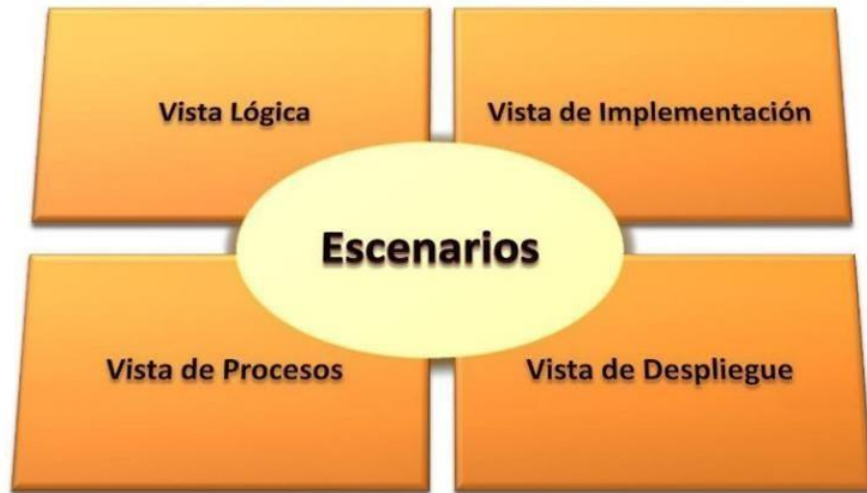 Vista Lógica
Vista de Implementación
Escenarios
Vista de Procesos
Vista de Despliegue